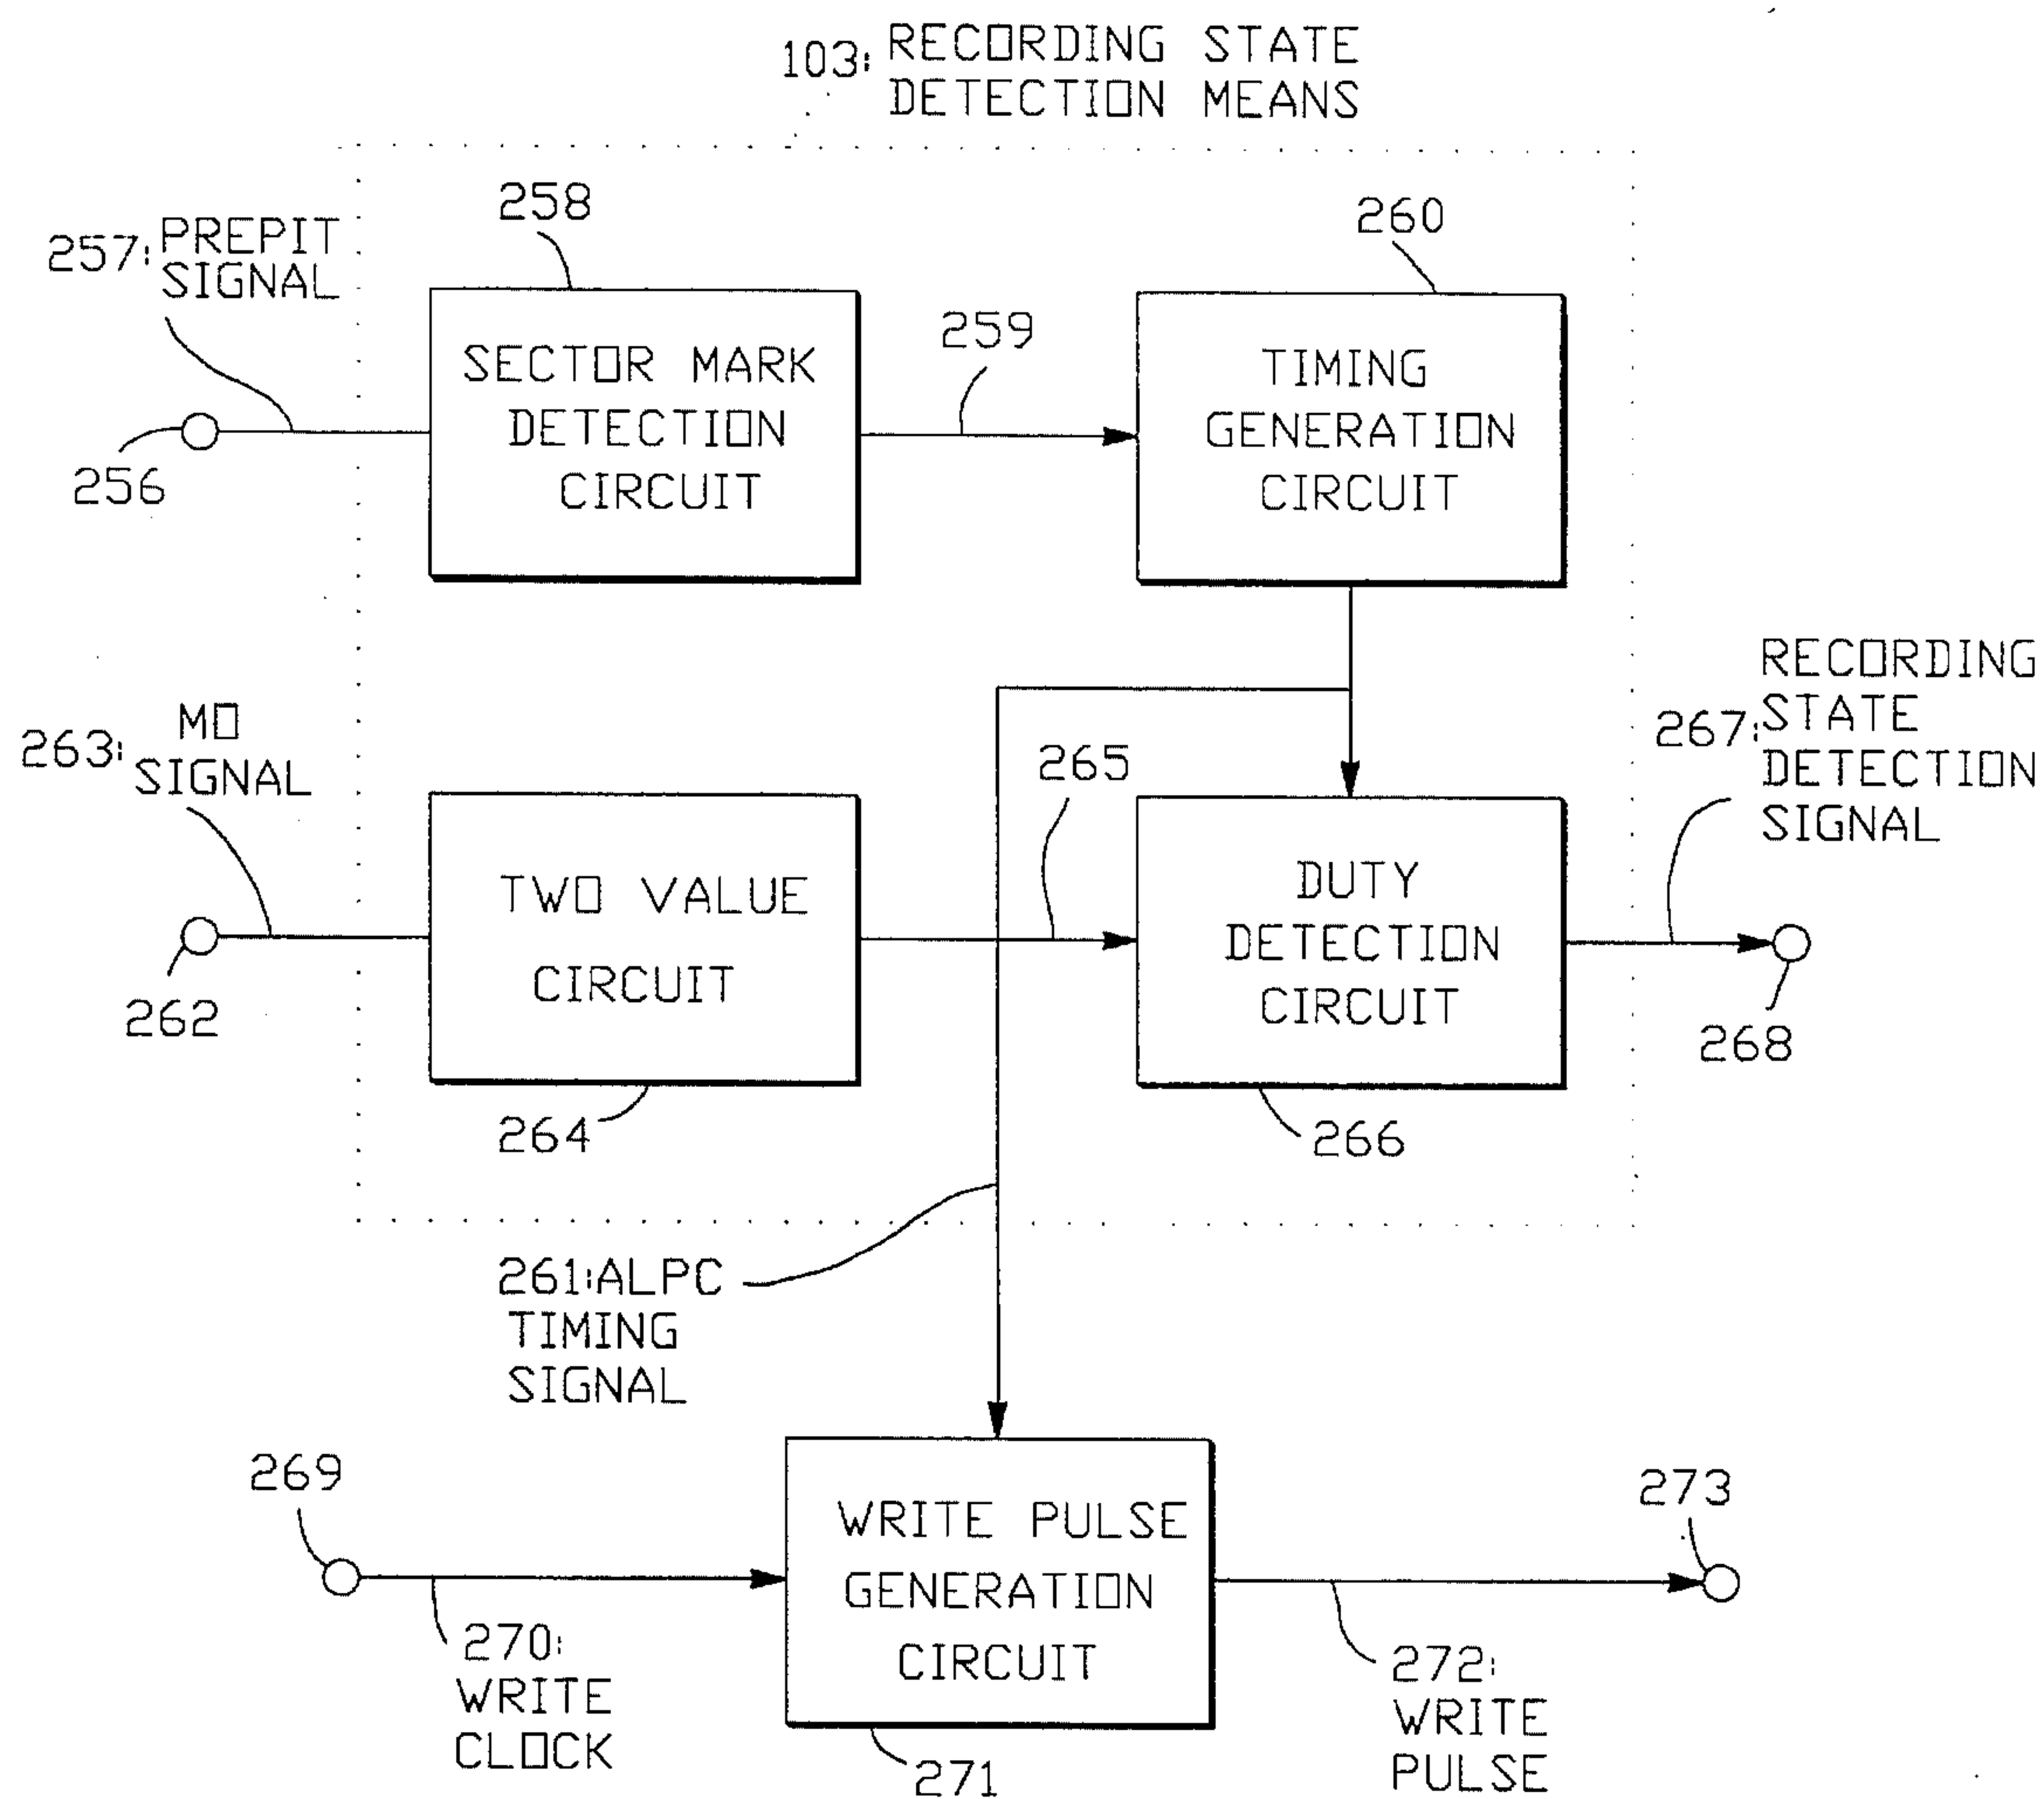 103: RECORDING STATE
DETECTION MEANS
258
260
257: PREPIT
SIGNAL
259
SECTOR MARK
DETECTION
CIRCUIT
TIMING
GENERATION
CIRCUIT
256
263: MO
SIGNAL
265
267: RECORDING
STATE
DETECTION
SIGNAL
TWO VALUE
CIRCUIT
DUTY
DETECTION
CIRCUIT
262
268
264
266
261: ALPC
TIMING
SIGNAL
269
273
WRITE PULSE
GENERATION
CIRCUIT
270:
WRITE
CLOCK
272:
WRITE
PULSE
271